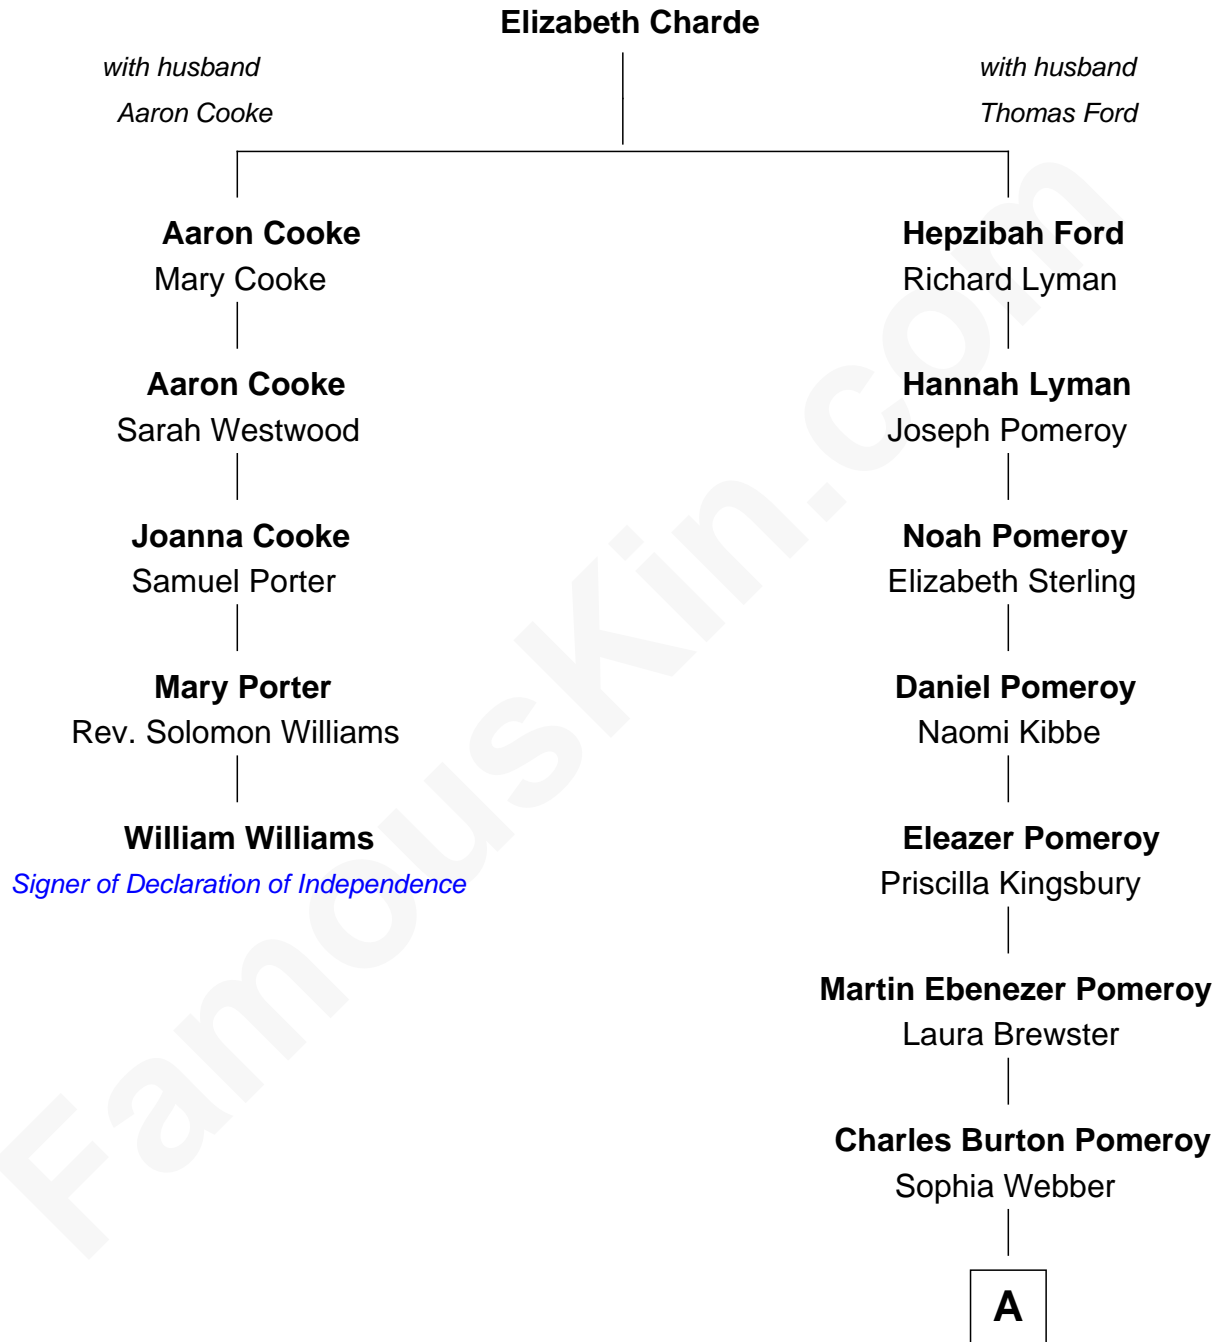 Elizabeth Charde
with husband
Aaron Cooke
with husband
Thomas Ford
Aaron Cooke
Mary Cooke
Aaron Cooke
Sarah Westwood
Joanna Cooke
Samuel Porter
Mary Porter
Rev. Solomon Williams
William Williams
Signer of Declaration of Independence
Hepzibah Ford
Richard Lyman
Hannah Lyman
Joseph Pomeroy
Noah Pomeroy
Elizabeth Sterling
Daniel Pomeroy
Naomi Kibbe
Eleazer Pomeroy
Priscilla Kingsbury
Martin Ebenezer Pomeroy
Laura Brewster
Charles Burton Pomeroy
Sophia Webber
A
FamousKin.com